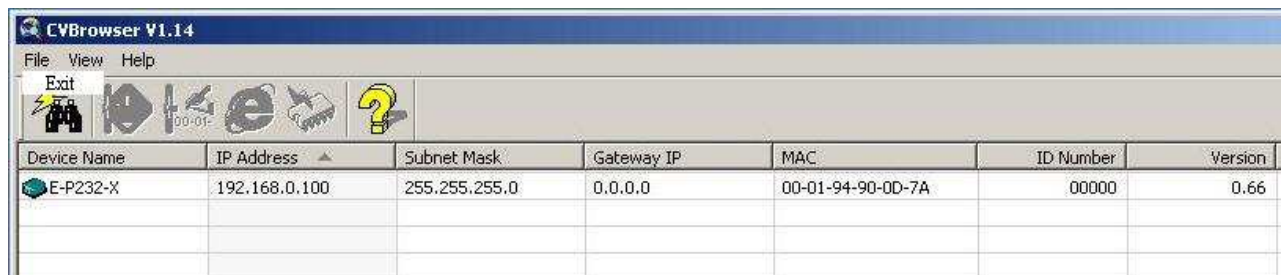 CVBrowser V1.14
File View Help
Exit
00-01-
Device Name IP Address Subnet Mask Gateway IP MAC ID Number Version
E-P232-X 192.168.0.100 255.255.255.0 0.0.0.0 00-01-94-90-0D-7A 00000 0.66